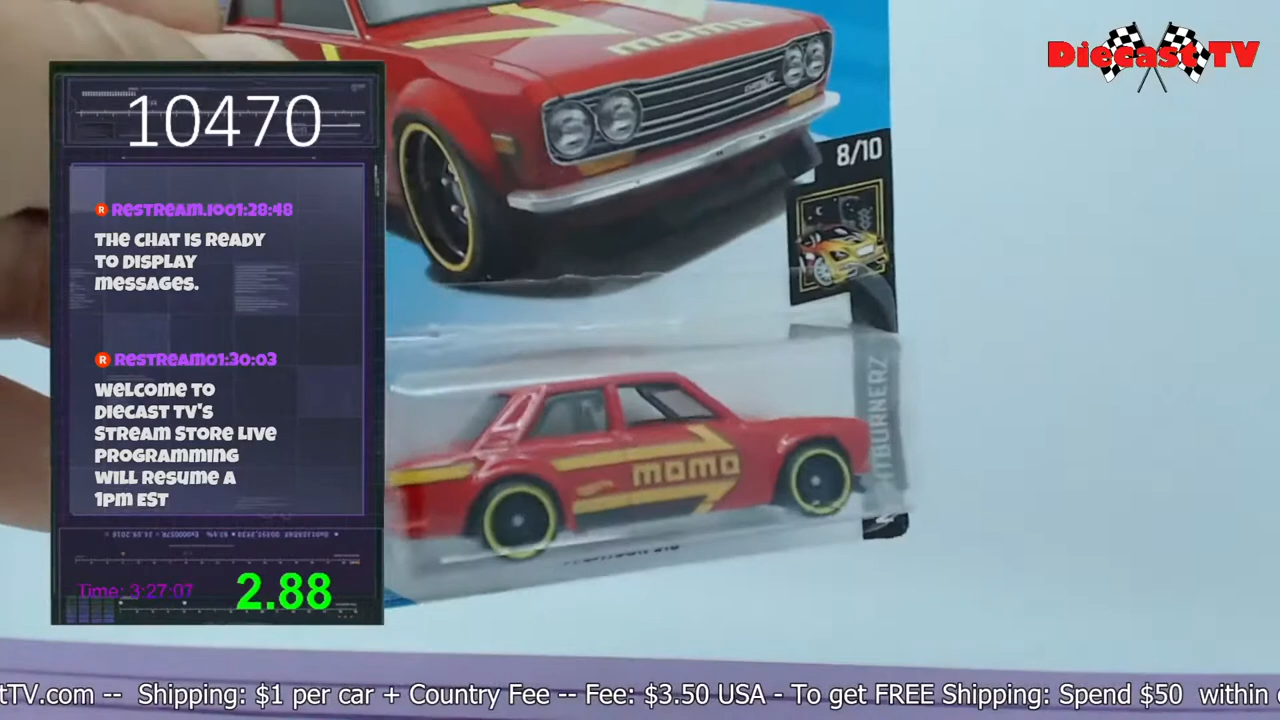 momo
Diecast TV
10470
8/10
Restream.io01:28:48
THE CHAT IS READY
TO DISPLAY
MESSAGES.
Restream01:30:03
WELCOME TO
DIECAST TV'S
STREAM STORE LIVE
PROGRAMMING
WILL RESUME A
1PM EST
momo
TBURNERZ
Time: 3:27:07
2.88
tTV.com -- Shipping: $1 per car + Country Fee -- Fee: $3.50 USA - To get FREE Shipping: Spend $50 within